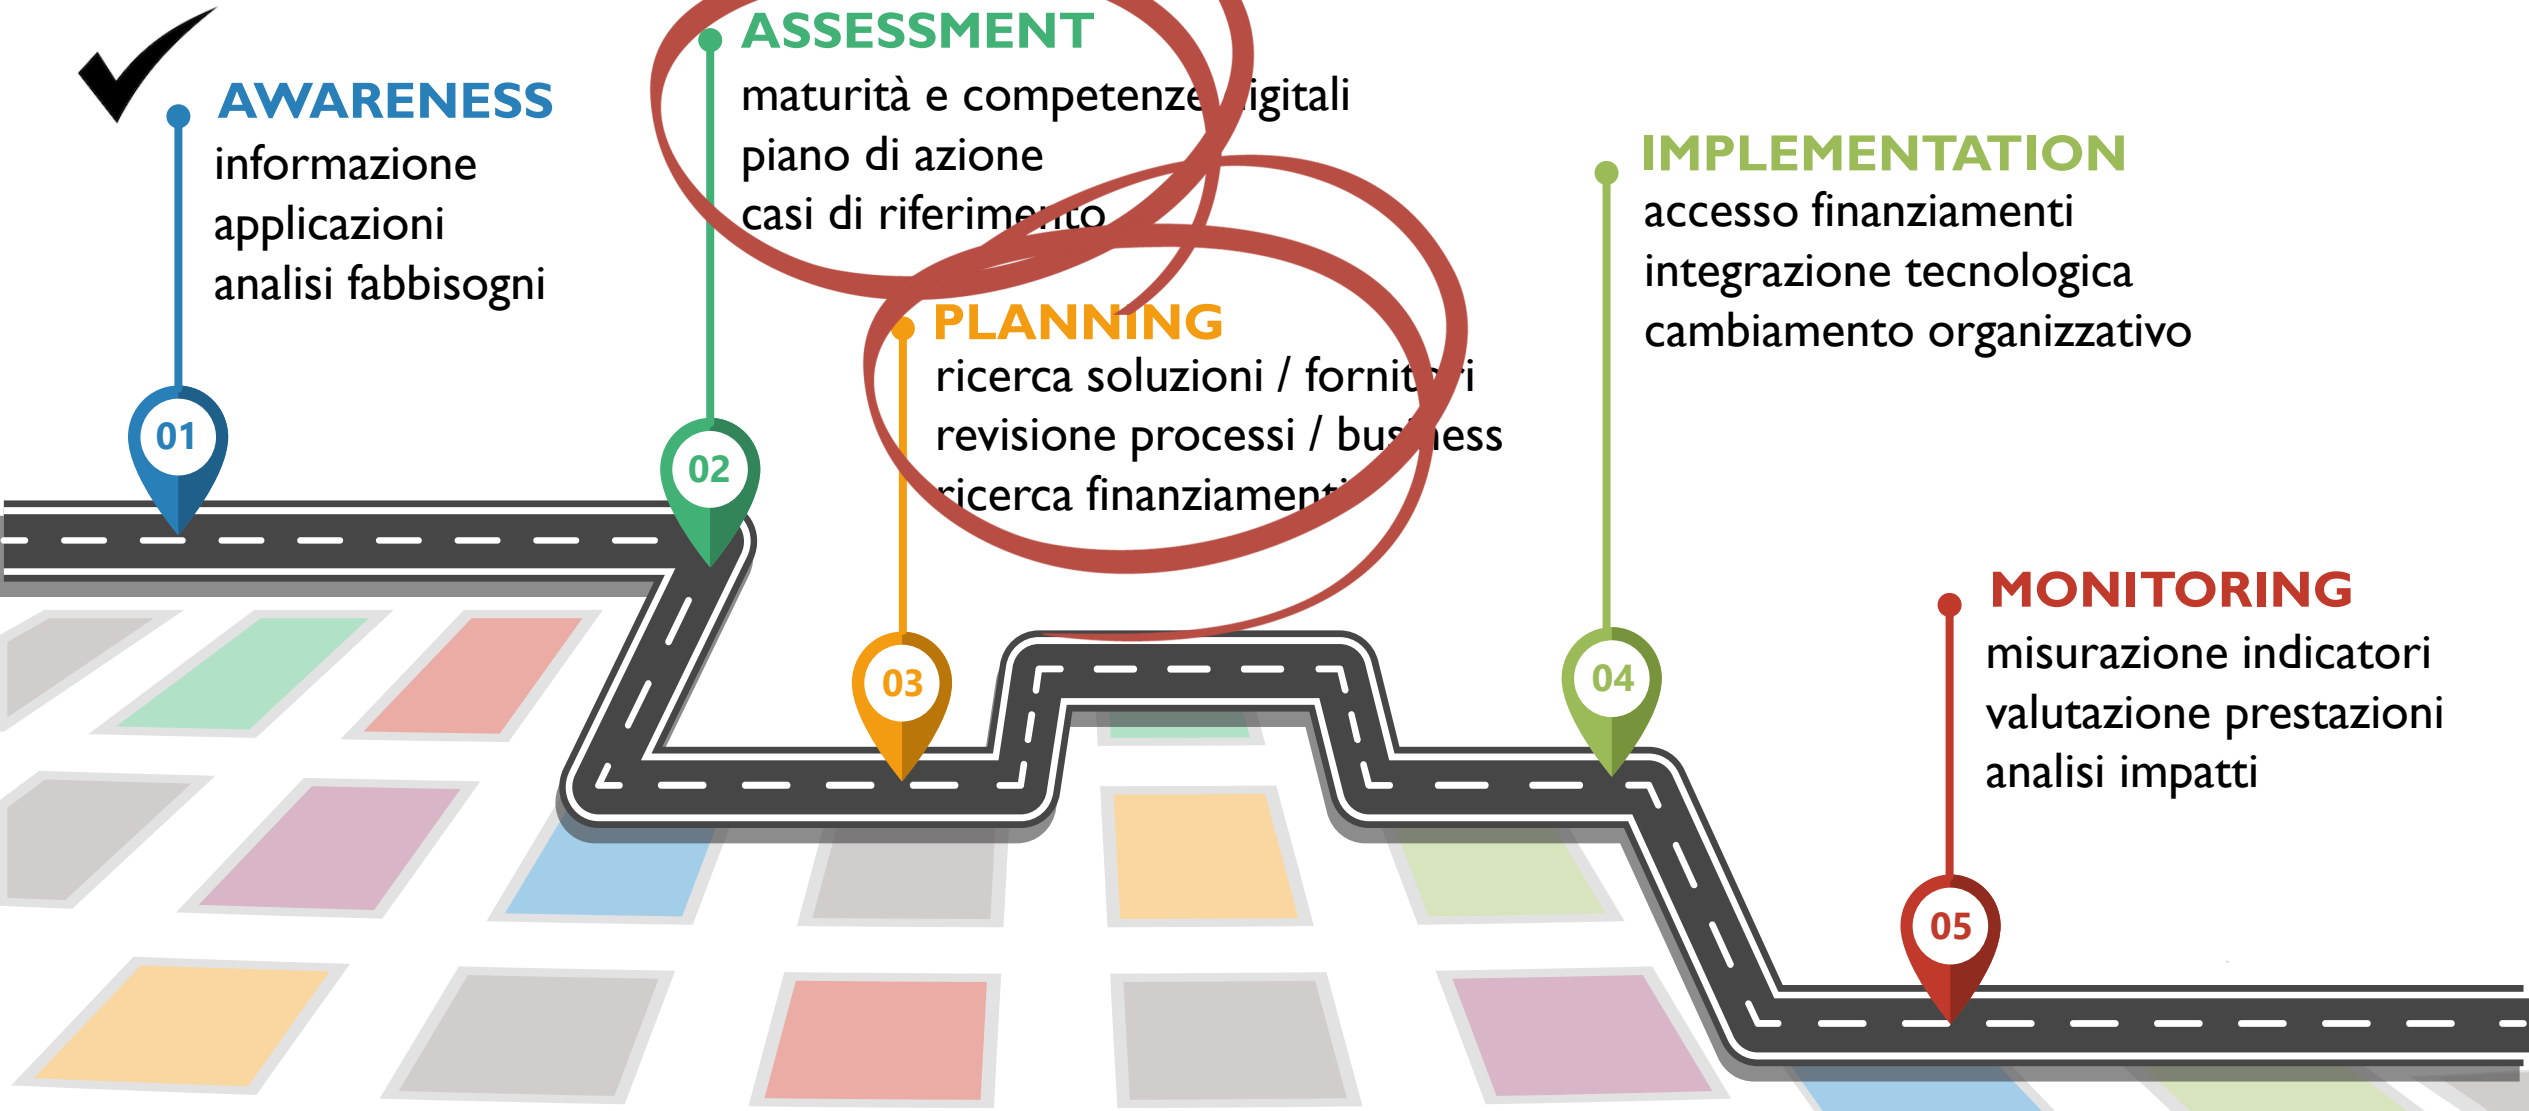 AWARENESS
informazione
applicazioni
analisi fabbisogni
01
ASSESSMENT
maturità e competenze digitali
piano di azione
casi di riferimento
02
PLANNING
ricerca soluzioni / fornitori
revisione processi / business
ricerca finanziamenti
03
IMPLEMENTATION
accesso finanziamenti
integrazione tecnologica
cambiamento organizzativo
04
MONITORING
misurazione indicatori
valutazione prestazioni
analisi impatti
05